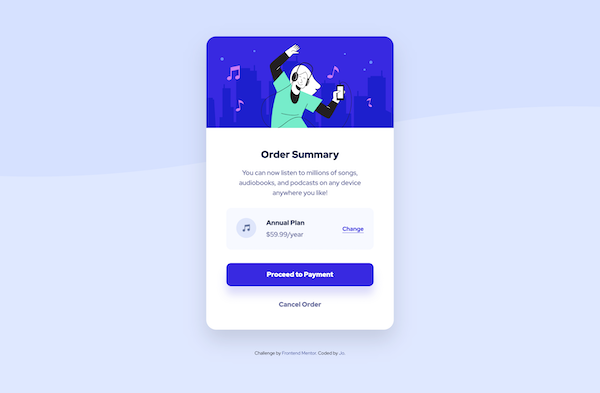 Order Summary
You can now listen to millions of songs,
audiobooks, and podcasts on any device
anywhere you like!
Annual Plan
$59.99/year
Change
Proceed to Payment
Cancel Order
Challenge by Frontend Mentor. Coded by Jo.